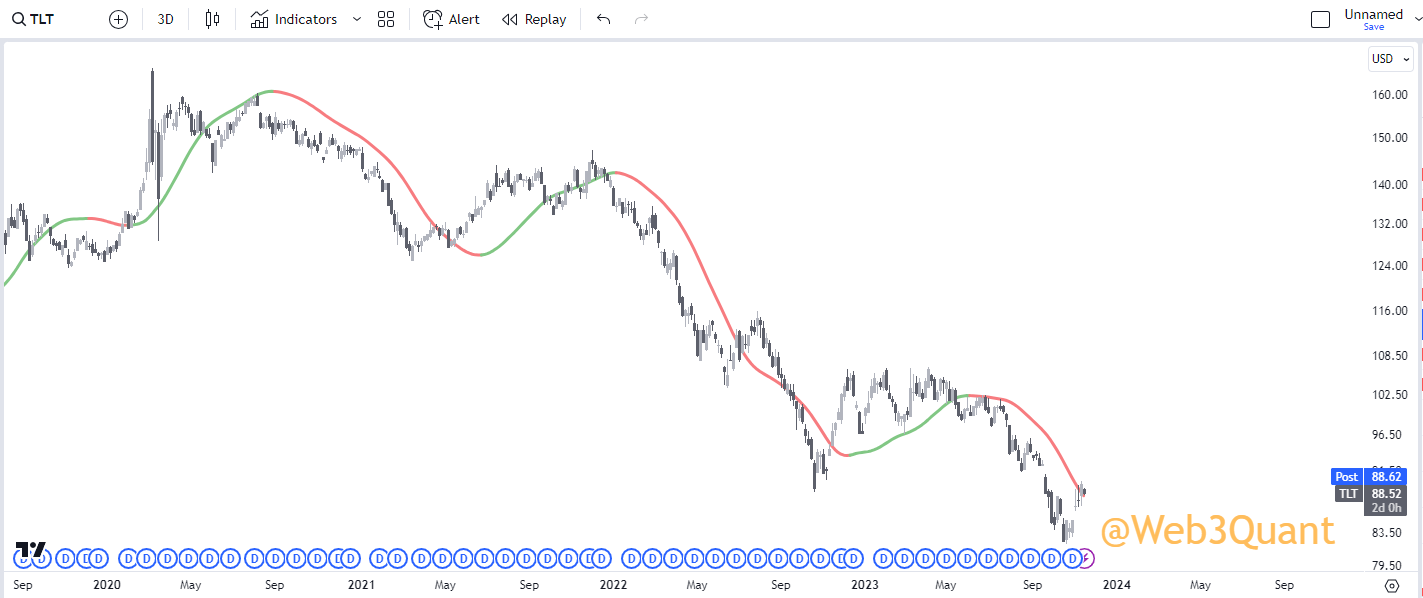 TLT 3D Indicators Alert Replay Unnamed
Save
USD
160.00
150.00
140.00
132.00
124.00
116.00
108.50
102.50
96.50
Post 88.62
TLT 88.52
2d 0h
@Web3Quant
83.50
D D D D D D D D D D D D D D D D D D D D D D D D D D D D D D D D D D D D D D D D D D D D D D D D D D D D
79.50
Sep 2020 May Sep 2021 May Sep 2022 May Sep 2023 May Sep 2024 May Sep